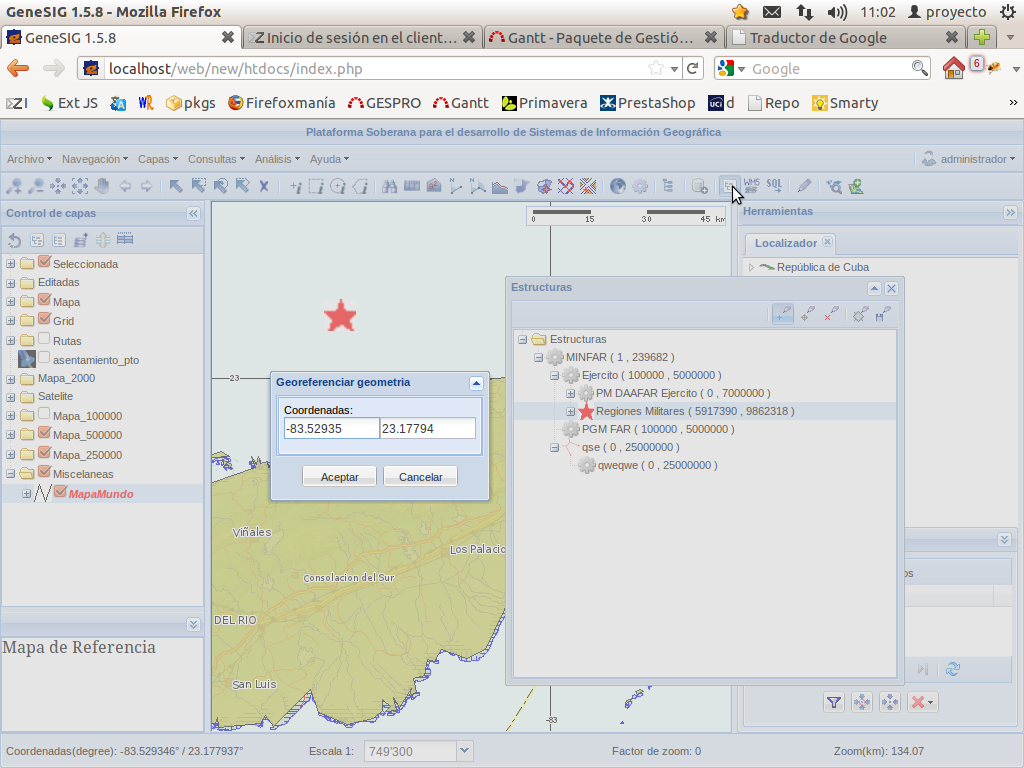 GeneSIG 1.5.8 - Mozilla Firefox
11:02 proyecto
GeneSIG 1.5.8
Z Inicio de sesión en el client...
Gantt - Paquete de Gestió...
Traductor de Google
localhost/web/new/htdocs/index.php
Google
6
ZI
Ext JS
pkgs
Firefoxmanía
GESPRO
Gantt
Primavera
PrestaShop
UCI d
Repo
Smarty
»
Plataforma Soberana para el desarrollo de Sistemas de Información Geográfica
Archivo Navegación Capas Consultas Análisis Ayuda
administrador
WMS SQL
Control de capas
Herramientas
0 15 30 45 km
Localizador
Seleccionada
Editadas
Mapa
Grid
Rutas
asentamiento_pto
Mapa_2000
Satelite
Mapa_100000
Mapa_500000
Mapa_250000
Miscelaneas
MapaMundo
República de Cuba
Estructuras
Estructuras
MINFAR ( 1 , 239682 )
Ejercito ( 100000 , 5000000 )
PM DAAFAR Ejercito ( 0 , 7000000 )
Regiones Militares ( 5917390 , 9862318 )
PGM FAR ( 100000 , 5000000 )
qse ( 0 , 25000000 )
qweqwe ( 0 , 25000000 )
23
Georeferenciar geometria
Coordenadas:
-83.52935 23.17794
Aceptar Cancelar
Viñales
Los Palacio
Consolacion del Sur
DEL RIO
San Luis
-83
os
Mapa de Referencia
Coordenadas(degree): -83.529346° / 23.177937°
Escala 1: 749'300
Factor de zoom: 0
Zoom(km): 134.07